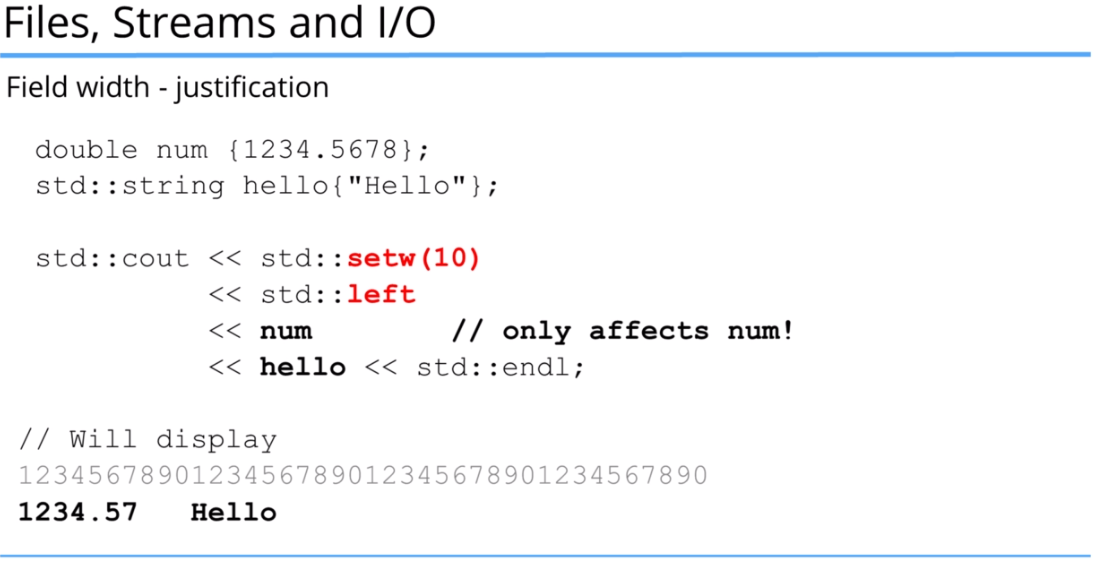 Files, Streams and I/O
Field width - justification
double num {1234.5678};
std::string hello{"Hello"};
std::cout << std::setw(10)
<< std::left
<< num // only affects num!
<< hello << std::endl;
// Will display
1234567890123456789012345678901234567890
1234.57 Hello